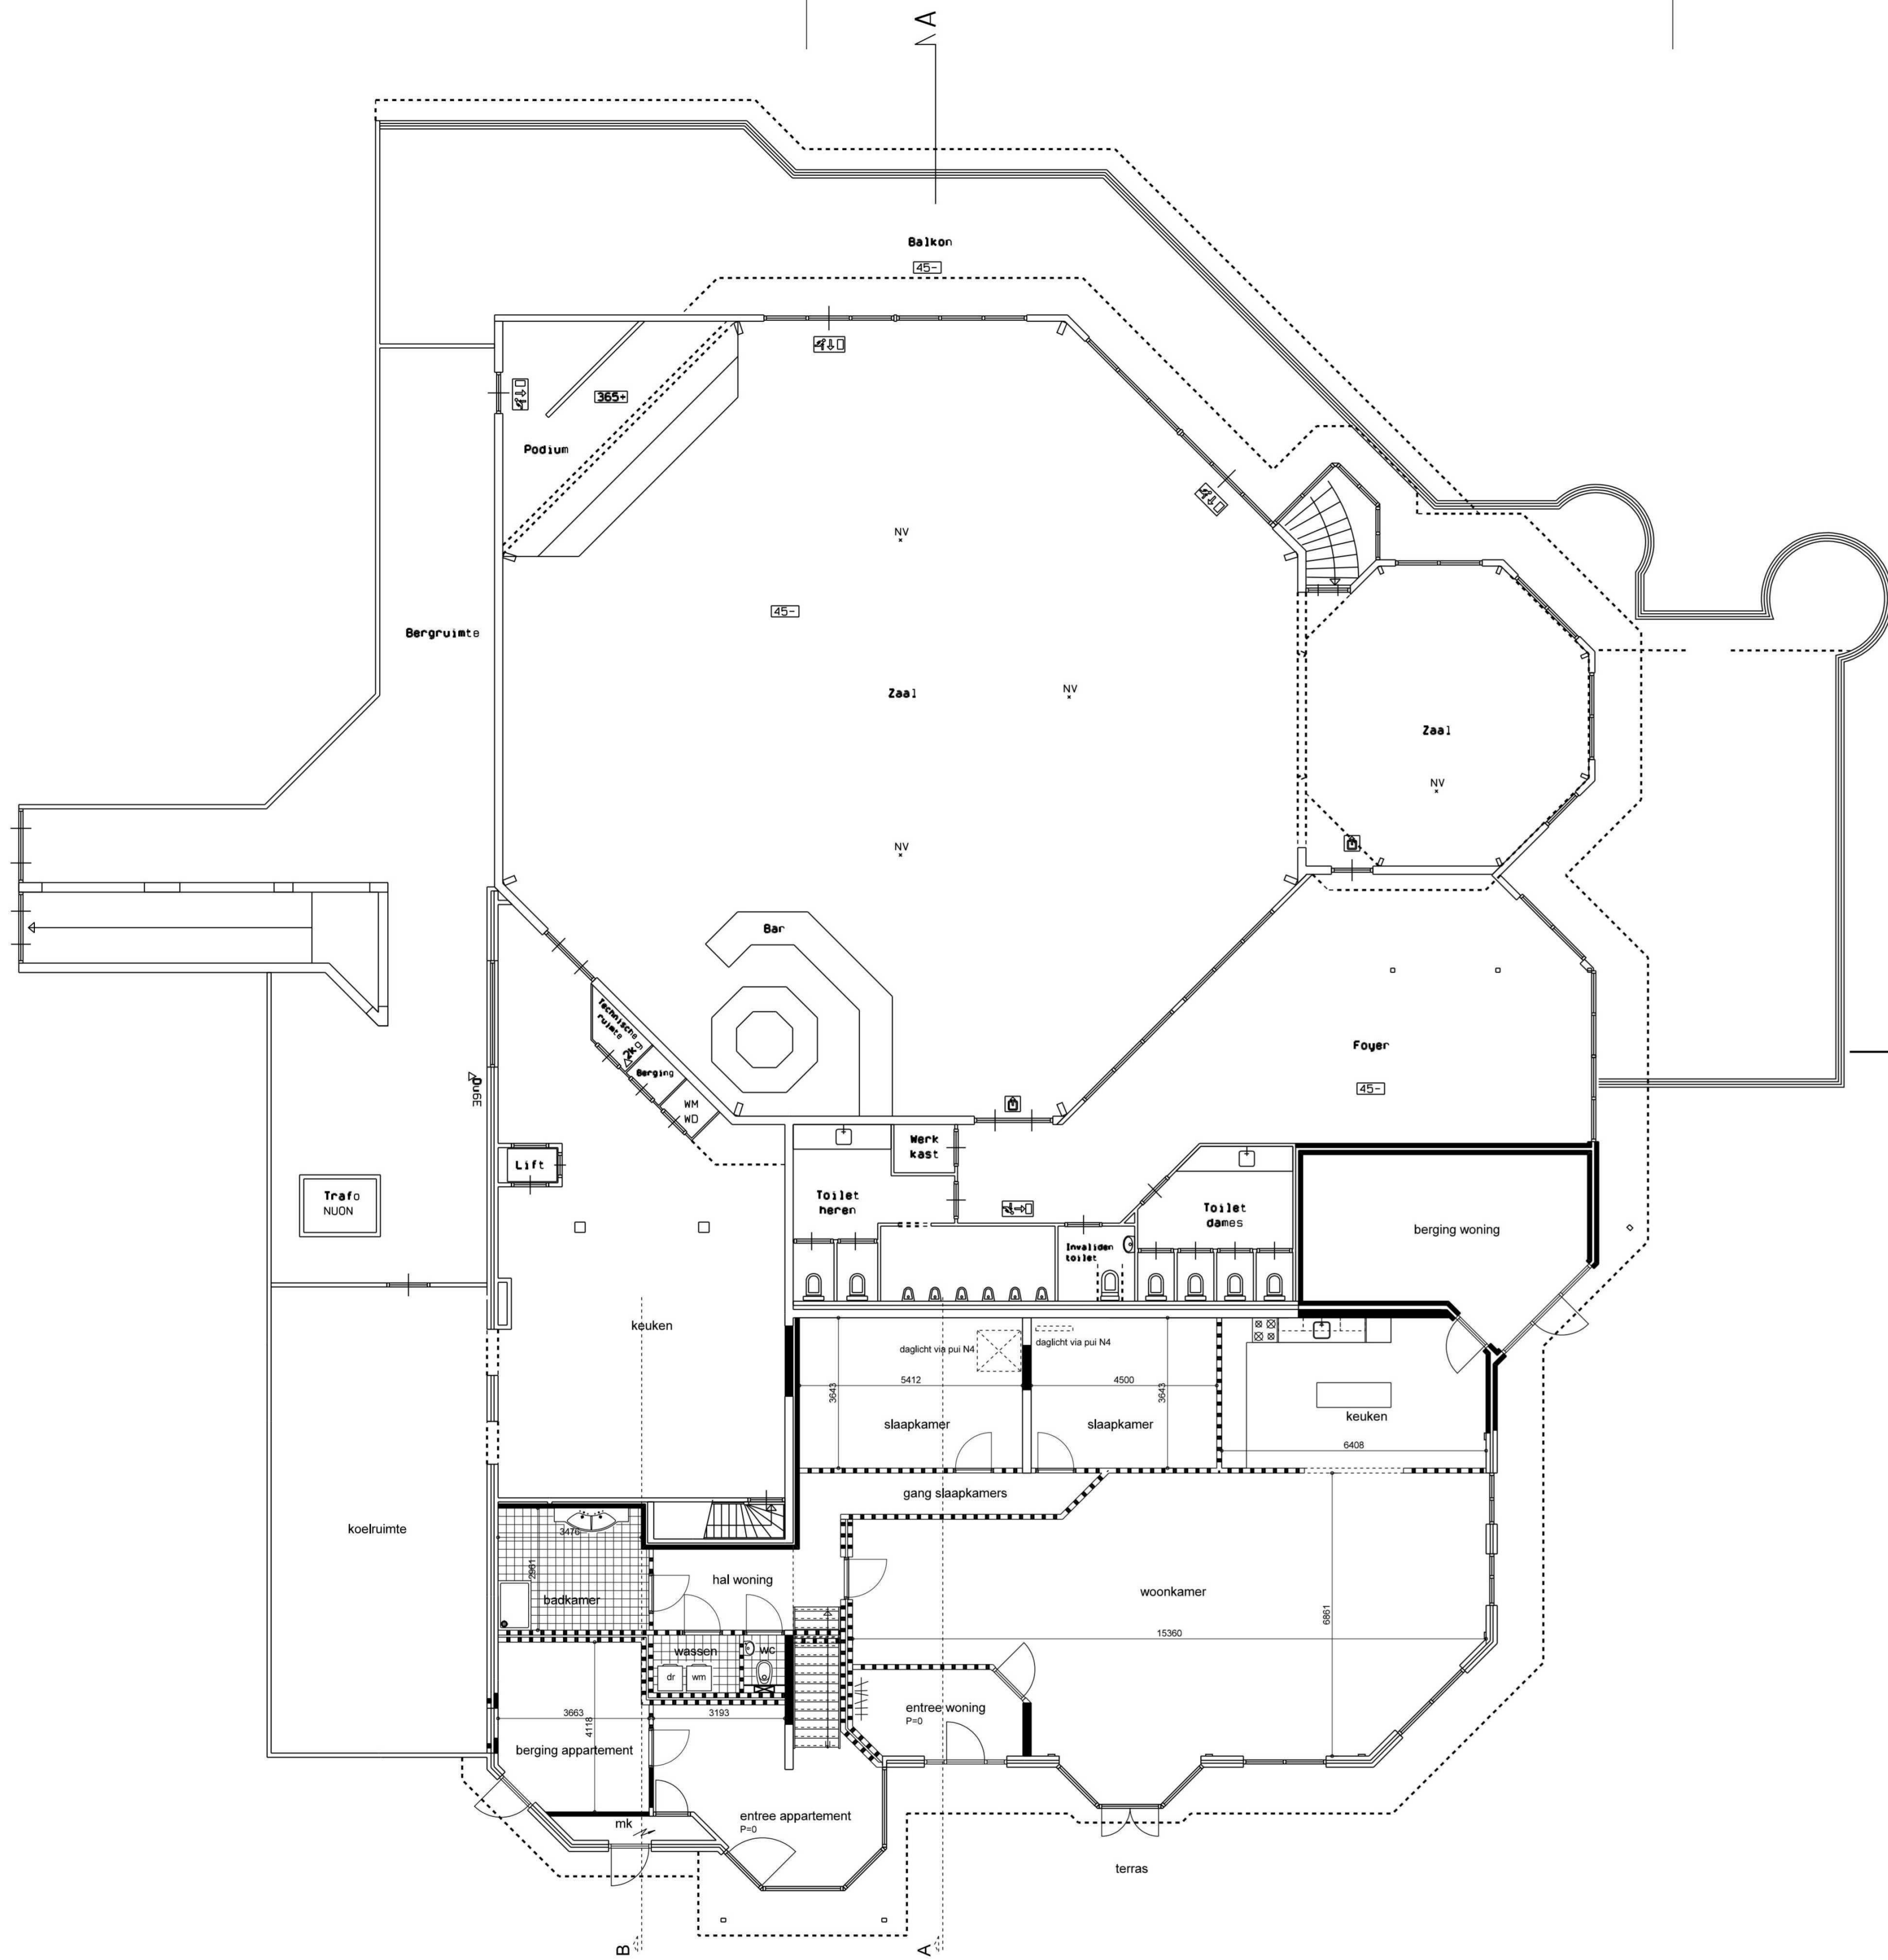 A
Balkon
45-
365+
Podium
NV
45-
Bergruimte
Zaal
NV
Zaal
NV
NV
Bar
Technische
ruimte
CV
Foyer
Berging
45-
WM
WD
Werk
kast
Lift
Trafo
NUON
Toilet
heren
Toilet
dames
berging woning
Invaliden
toilet
keuken
daglicht via pui N4
daglicht via pui N4
5412
4500
3643
3643
slaapkamer
slaapkamer
keuken
6408
gang slaapkamers
koelruimte
3476
2961
badkamer
hal woning
woonkamer
6861
15360
wassen
wc
dr
wm
3663
4118
3193
entree woning
P=0
berging appartement
entree appartement
P=0
mk
terras
B
A